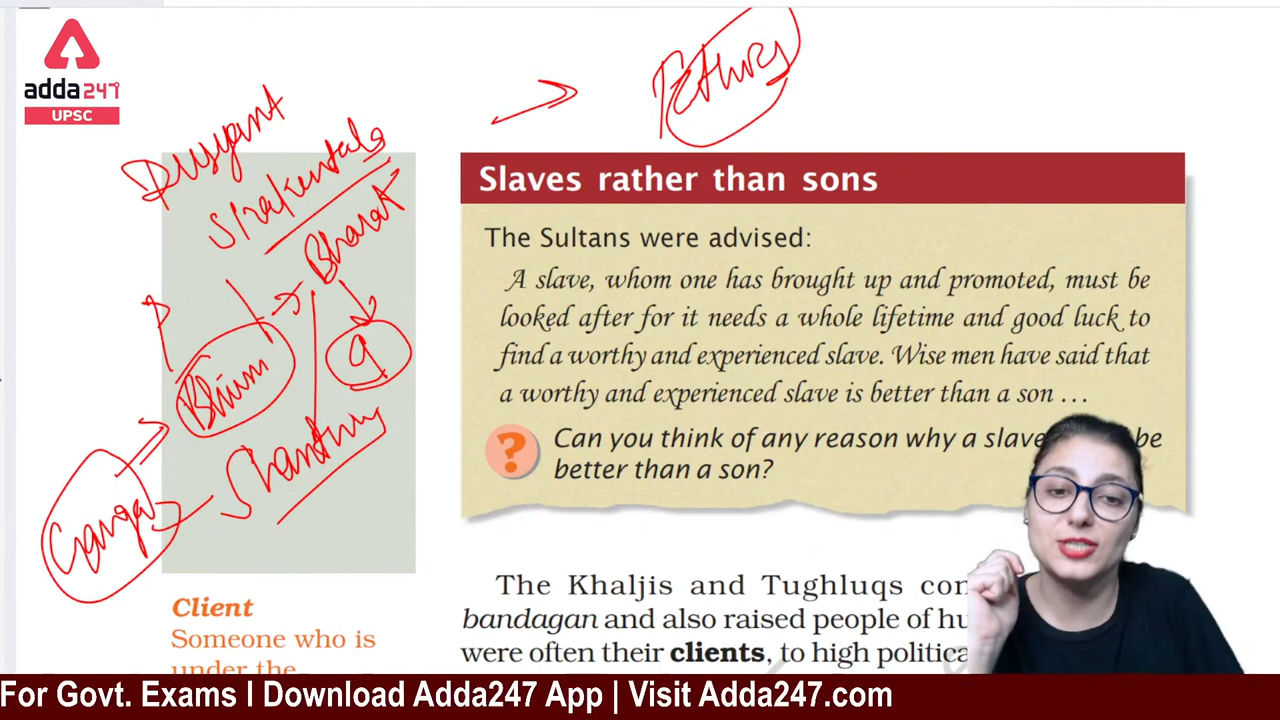 adda247
UPSC
Dusyant
Bharat
9
Bhism
Ganga
Slaves rather than sons
The Sultans were advised:
A slave, whom one has brought up and promoted, must be
looked after for it needs a whole lifetime and good luck to
find a worthy and experienced slave. Wise men have said that
a worthy and experienced slave is better than a son ...
? Can you think of any reason why a slave be
better than a son?
Client
Someone who is
under the
The Khaljis and Tughluqs con
bandagan and also raised people of hu
were often their clients, to high politica
For Govt. Exams I Download Adda247 App | Visit Adda247.com